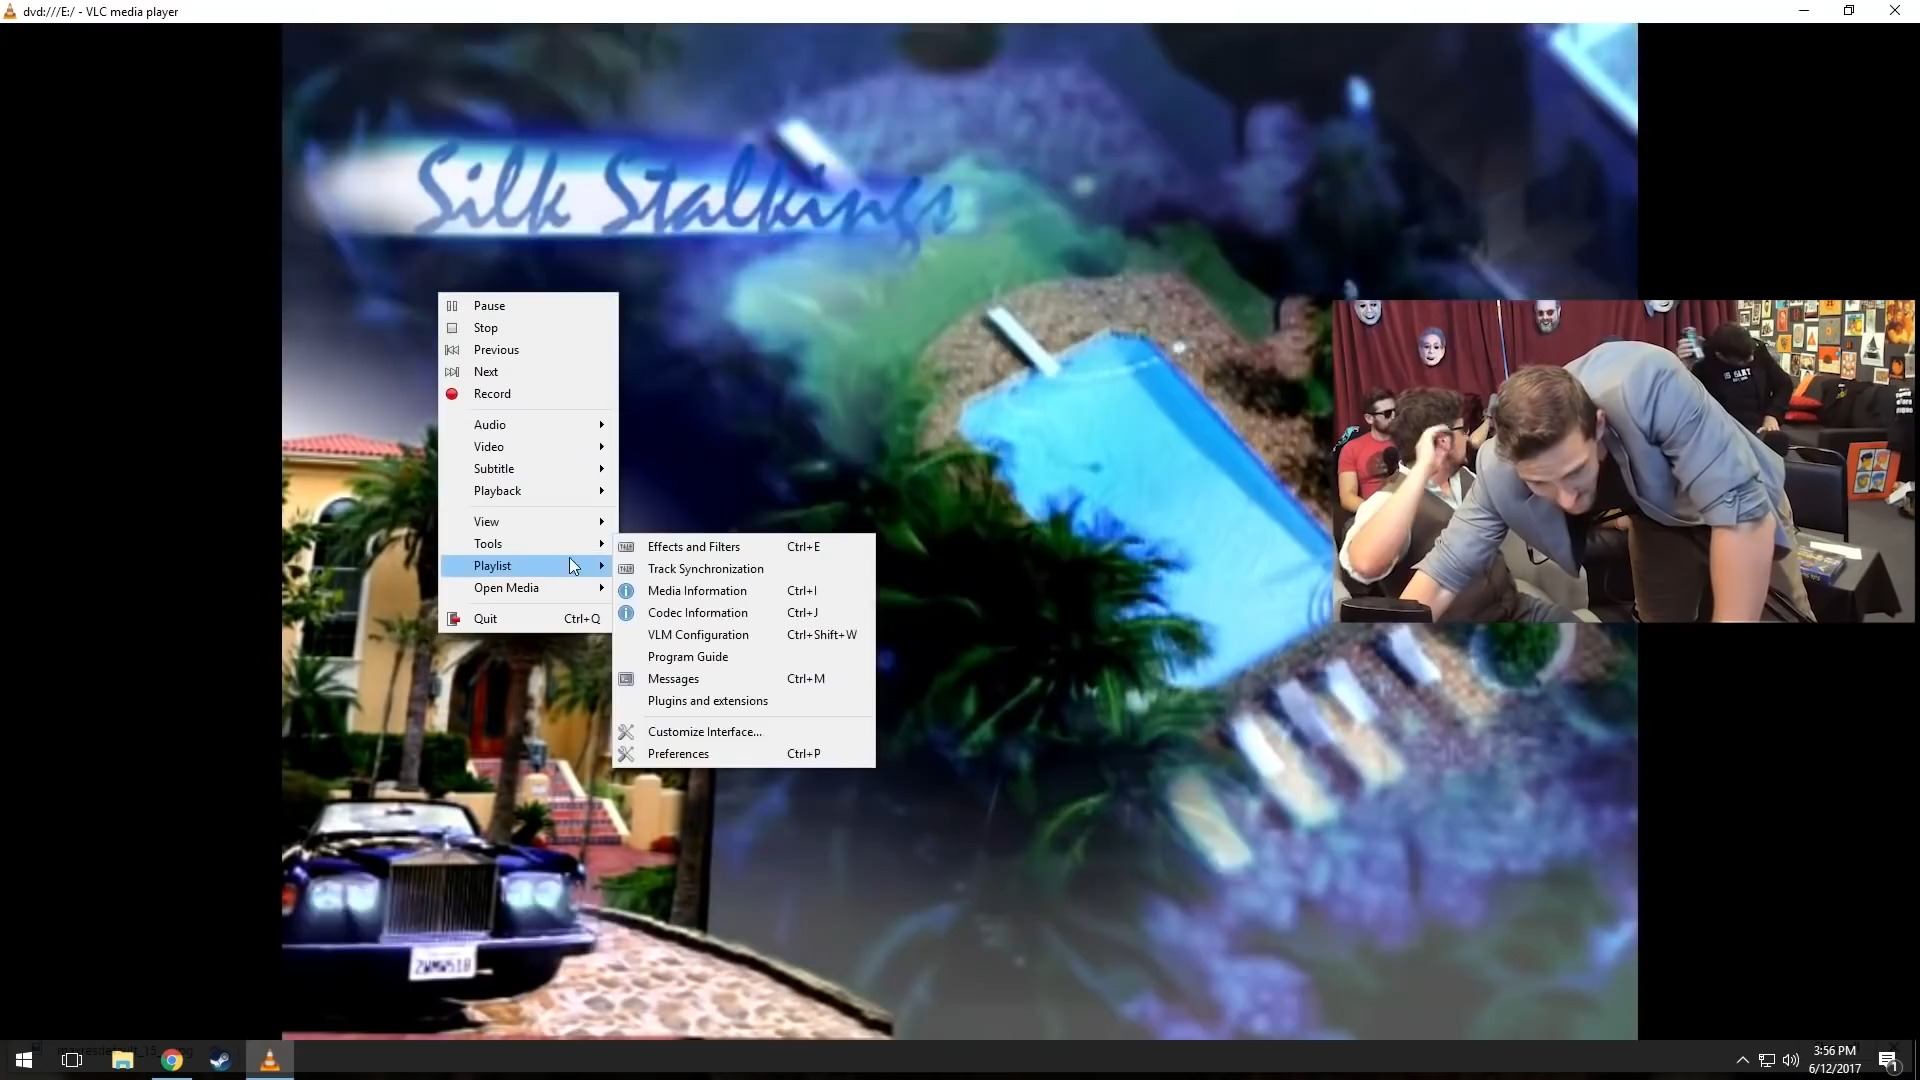 dvd:///E:/ - VLC media player
Silk Stalkings
Pause
Stop
Previous
Next
Record
Audio
Video
Subtitle
Playback
View
Tools
Playlist
Open Media
Quit Ctrl+Q
Effects and Filters Ctrl+E
Track Synchronization
Media Information Ctrl+I
Codec Information Ctrl+J
VLM Configuration Ctrl+Shift+W
Program Guide
Messages Ctrl+M
Plugins and extensions
Customize Interface...
Preferences Ctrl+P
2WMW518
3:56 PM
6/12/2017
1